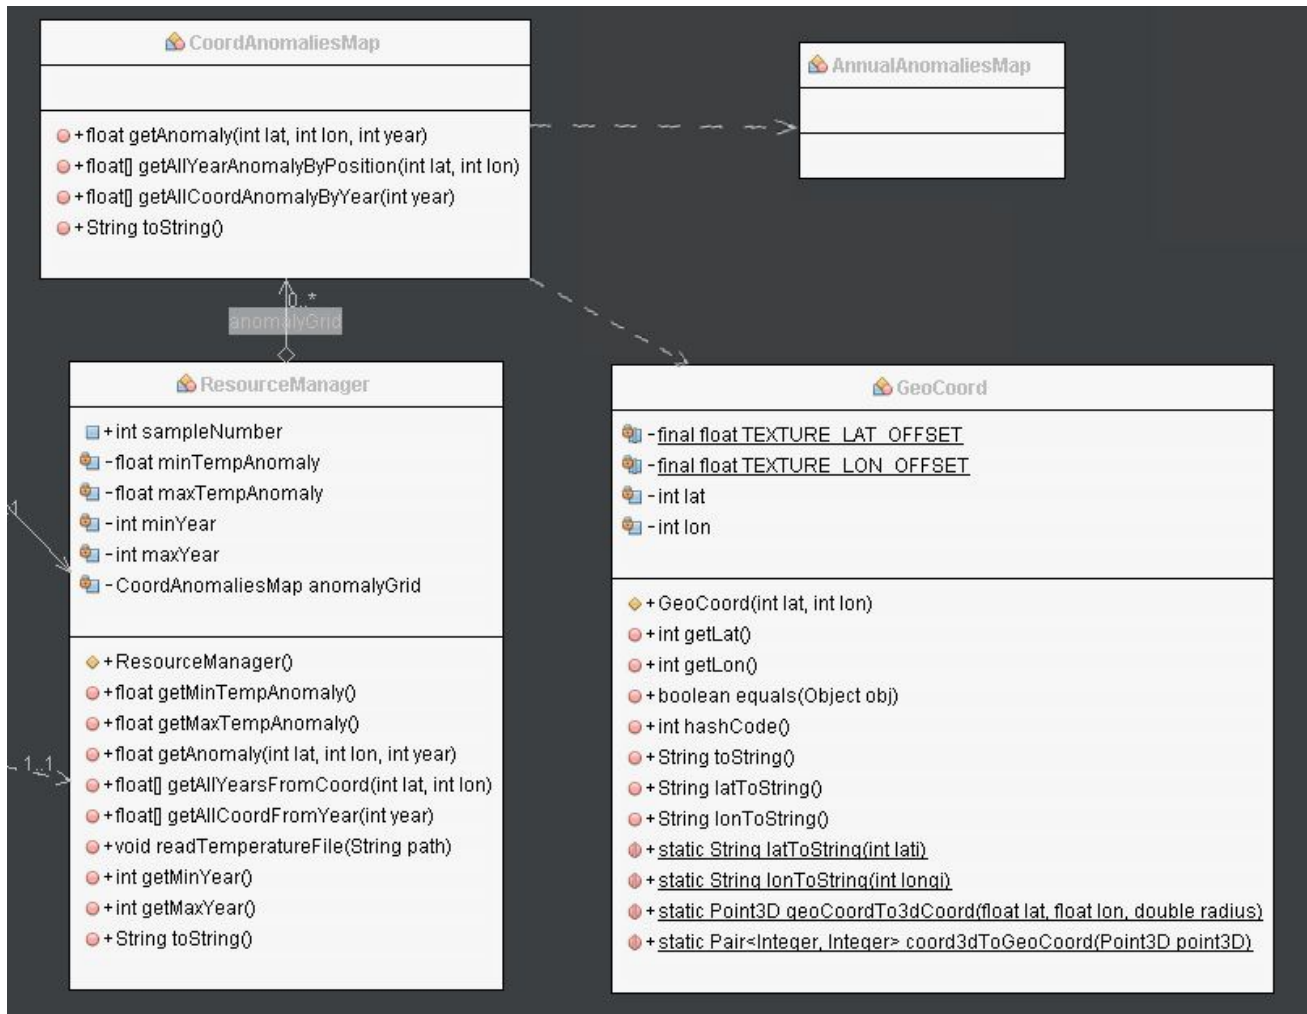 CoordAnomaliesMap
+float getAnomaly(int lat, int lon, int year)
+float[] getAllYearAnomalyByPosition(int lat, int lon)
+float[] getAllCoordAnomalyByYear(int year)
+String toString()
AnnualAnomaliesMap
0..*
anomalyGrid
ResourceManager
+int sampleNumber
-float minTempAnomaly
-float maxTempAnomaly
-int minYear
-int maxYear
-CoordAnomaliesMap anomalyGrid
+ResourceManager()
+float getMinTempAnomaly()
+float getMaxTempAnomaly()
+float getAnomaly(int lat, int lon, int year)
+float[] getAllYearsFromCoord(int lat, int lon)
+float[] getAllCoordFromYear(int year)
+void readTemperatureFile(String path)
+int getMinYear()
+int getMaxYear()
+String toString()
1..1
GeoCoord
-final float TEXTURE_LAT_OFFSET
-final float TEXTURE_LON_OFFSET
-int lat
-int lon
+GeoCoord(int lat, int lon)
+int getLat()
+int getLon()
+boolean equals(Object obj)
+int hashCode()
+String toString()
+String latToString()
+String lonToString()
+static String latToString(int lati)
+static String lonToString(int longi)
+static Point3D geoCoordTo3dCoord(float lat, float lon, double radius)
+static Pair<Integer, Integer> coord3dToGeoCoord(Point3D point3D)